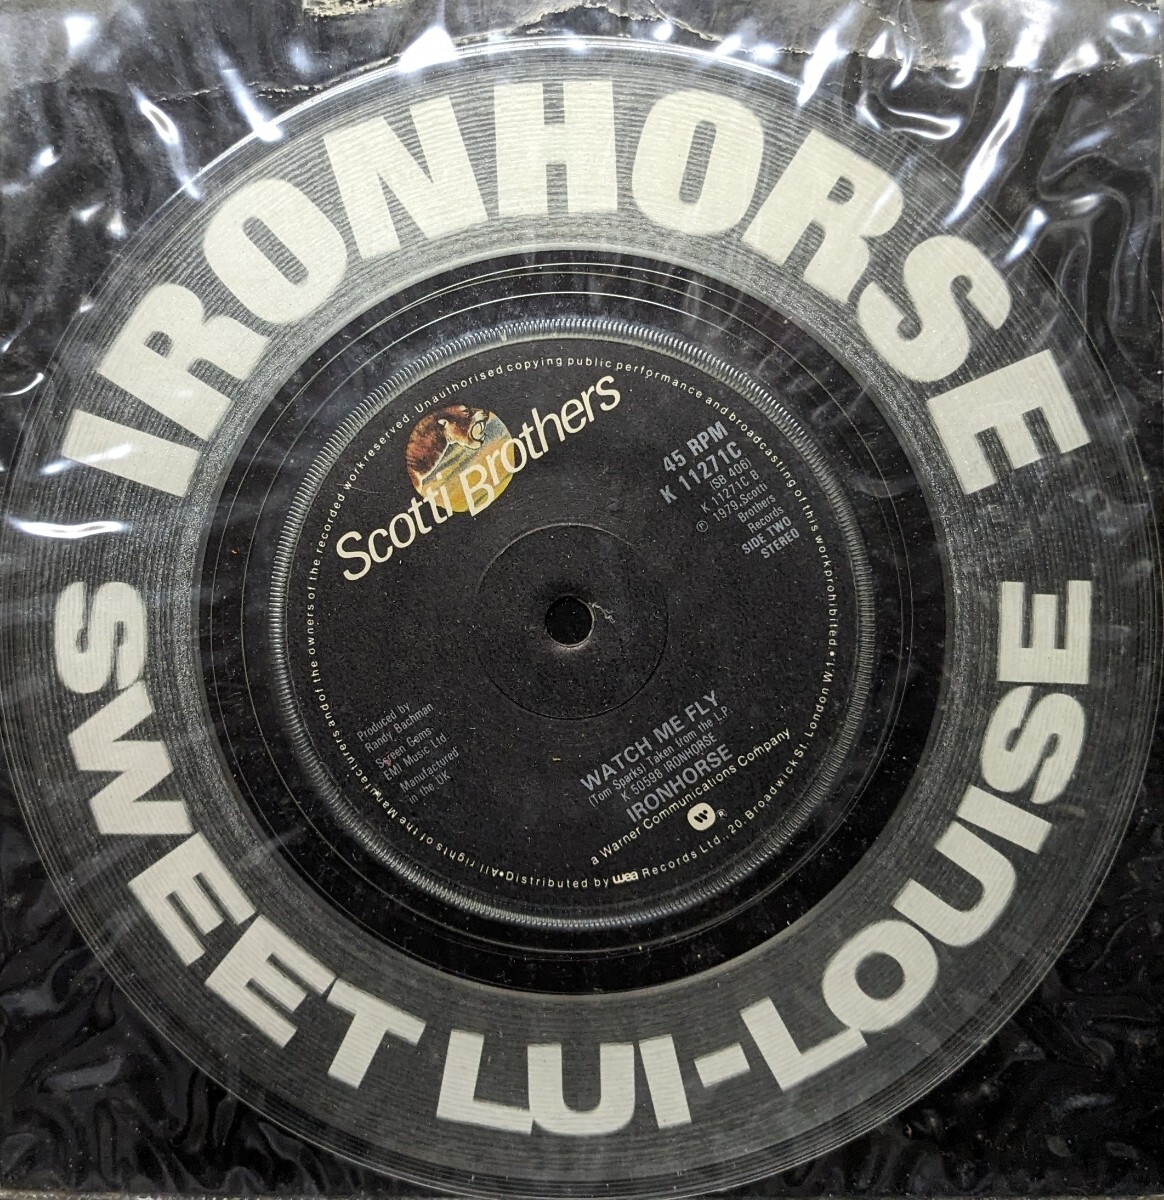 IRONHORSE
SWEET LUI-LOUISE
Scotti Brothers
45 RPM
K 11271C
(SB 406)
K 11271C B
℗ 1979, Scotti
Brothers
Records
SIDE TWO
STEREO
Produced by
Randy Bachman
Screen Gems-
EMI Music Ltd.
Manufactured
in the UK
WATCH ME FLY
(Tom Sparks) Taken from the L.P.
K 50598 IRONHORSE
IRONHORSE
a Warner Communications Company
W ®
All rights of the Manufacturers and of the owners of the recorded work reserved. Unauthorised copying public performance and broadcasting of this work prohibited. • Distributed by wea Records Ltd., 20, Broadwick St. London W.1. •